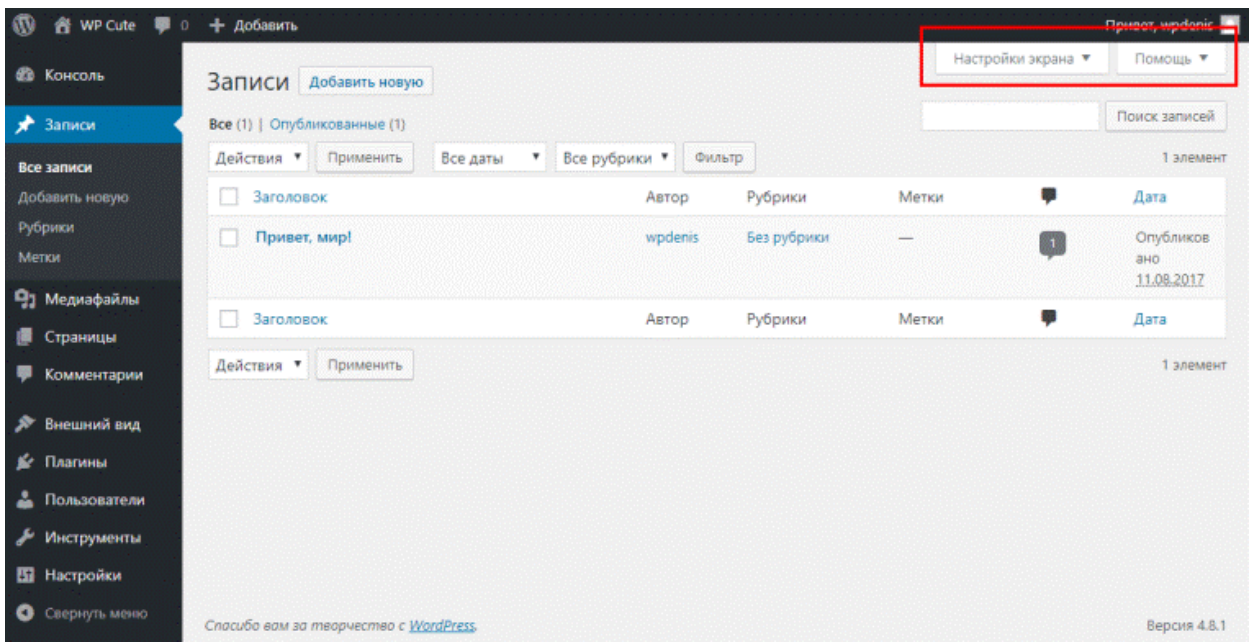 WP Cute 0 Добавить Привет, wpdenis
Настройки экрана ▼ Помощь ▼
Консоль
Записи Добавить новую
Записи
Все (1) | Опубликованные (1) Поиск записей
Все записи
Действия ▼ Применить Все даты ▼ Все рубрики ▼ Фильтр 1 элемент
Добавить новую
Заголовок Автор Рубрики Метки Дата
Рубрики
Привет, мир! wpdenis Без рубрики — 1 Опубликов
ано
11.08.2017
Метки
Медиафайлы
Заголовок Автор Рубрики Метки Дата
Страницы
Действия ▼ Применить 1 элемент
Комментарии
Внешний вид
Плагины
Пользователи
Инструменты
Настройки
Свернуть меню
Спасибо вам за творчество с WordPress. Версия 4.8.1